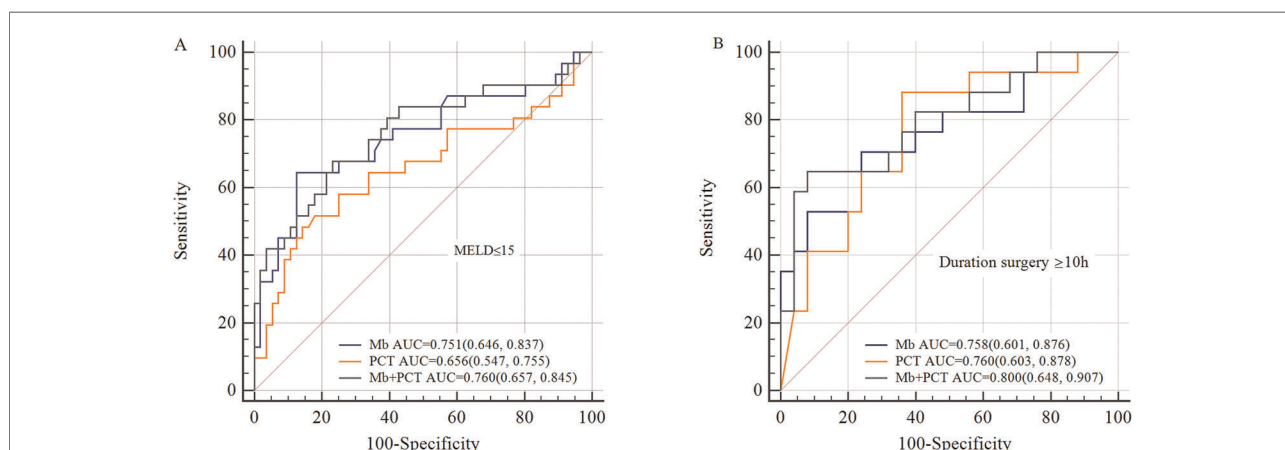 A
100
80
60
40
20
0
Sensitivity
MELD≤15
Mb AUC=0.751(0.646, 0.837)
PCT AUC=0.656(0.547, 0.755)
Mb+PCT AUC=0.760(0.657, 0.845)
0 20 40 60 80 100
100-Specificity
B
100
80
60
40
20
0
Sensitivity
Duration surgery ≥10h
Mb AUC=0.758(0.601, 0.876)
PCT AUC=0.760(0.603, 0.878)
Mb+PCT AUC=0.800(0.648, 0.907)
0 20 40 60 80 100
100-Specificity